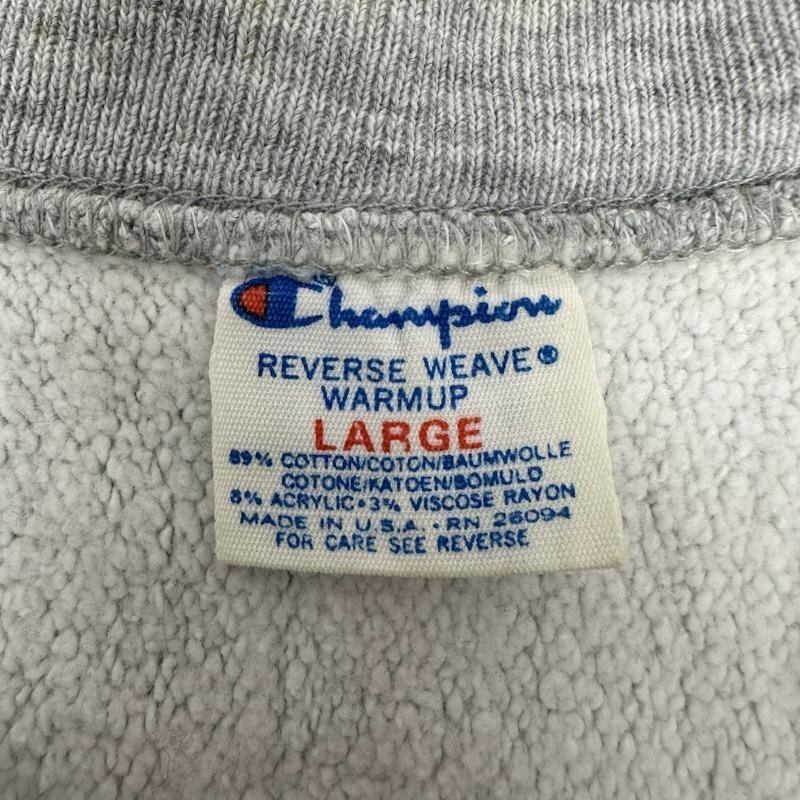 Champion
REVERSE WEAVE®
WARMUP
LARGE
89% COTTON/COTON/BAUMWOLLE
COTONE/KATOEN/BOMULD
8% ACRYLIC•3% VISCOSE RAYON
MADE IN U.S.A. • RN 26094
FOR CARE SEE REVERSE